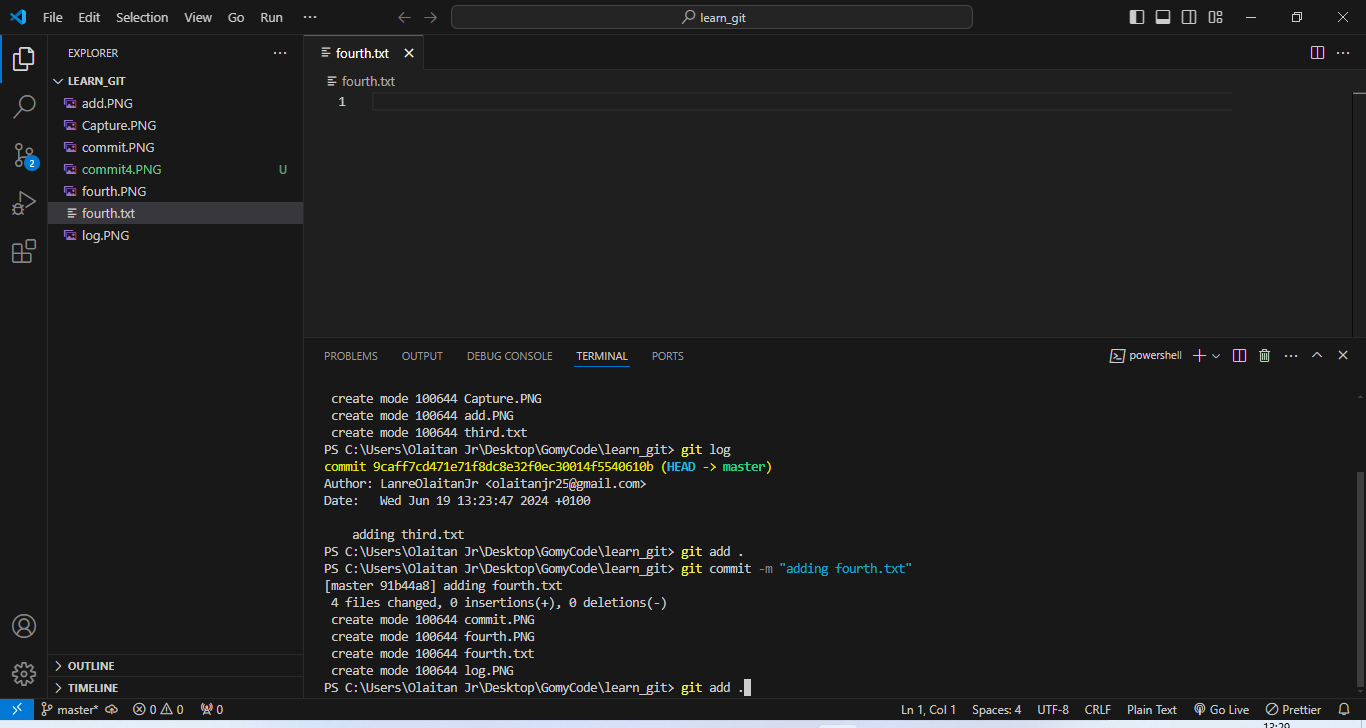 File Edit Selection View Go Run ···
learn_git
EXPLORER
LEARN_GIT
add.PNG
Capture.PNG
commit.PNG
commit4.PNG U
fourth.PNG
fourth.txt
log.PNG
2
OUTLINE
TIMELINE
fourth.txt
fourth.txt
1
PROBLEMS OUTPUT DEBUG CONSOLE TERMINAL PORTS
powershell
create mode 100644 Capture.PNG
create mode 100644 add.PNG
create mode 100644 third.txt
PS C:\Users\Olaitan Jr\Desktop\GomyCode\learn_git> git log
commit 9caff7cd471e71f8dc8e32f0ec30014f5540610b (HEAD -> master)
Author: LanreOlaitanJr <olaitanjr25@gmail.com>
Date:   Wed Jun 19 13:23:47 2024 +0100
adding third.txt
PS C:\Users\Olaitan Jr\Desktop\GomyCode\learn_git> git add .
PS C:\Users\Olaitan Jr\Desktop\GomyCode\learn_git> git commit -m "adding fourth.txt"
[master 91b44a8] adding fourth.txt
4 files changed, 0 insertions(+), 0 deletions(-)
create mode 100644 commit.PNG
create mode 100644 fourth.PNG
create mode 100644 fourth.txt
create mode 100644 log.PNG
PS C:\Users\Olaitan Jr\Desktop\GomyCode\learn_git> git add .
master* 0 0 0 Ln 1, Col 1 Spaces: 4 UTF-8 CRLF Plain Text Go Live Prettier